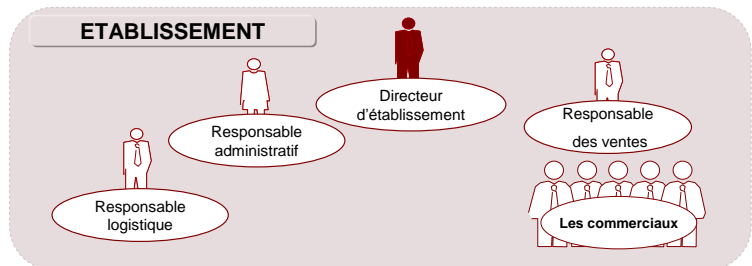 ETABLISSEMENT
Directeur
d'établissement
Responsable
administratif
Responsable
des ventes
Responsable
logistique
Les commerciaux